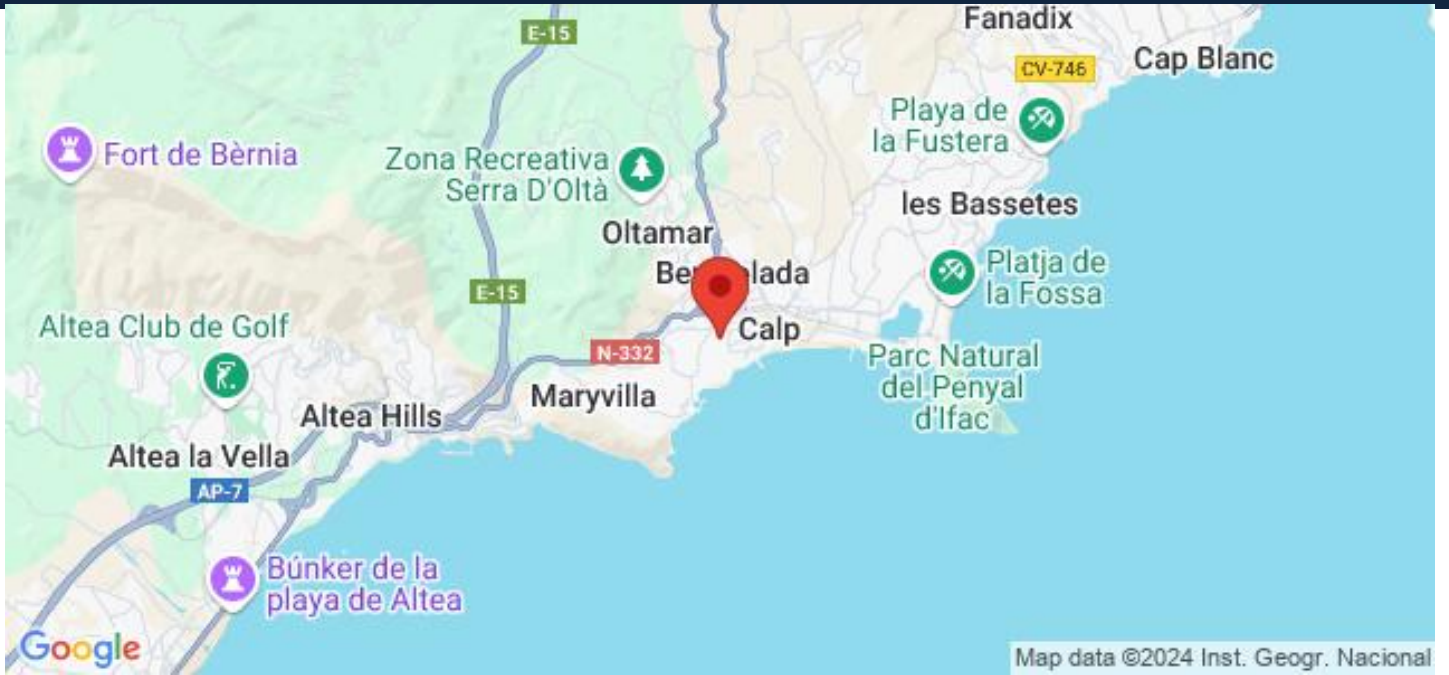 Fanadix
E-15
Cap Blanc
CV-746
Playa de
la Fustera
Fort de Bèrnia
Zona Recreativa
Serra D'Oltà
les Bassetes
Oltamar
Platja de
la Fossa
E-15
Altea Club de Golf
Calp
N-332
Parc Natural
del Penyal
d'Ifac
Maryvilla
Altea Hills
Altea la Vella
AP-7
Búnker de la
playa de Altea
Google
Map data ©2024 Inst. Geogr. Nacional